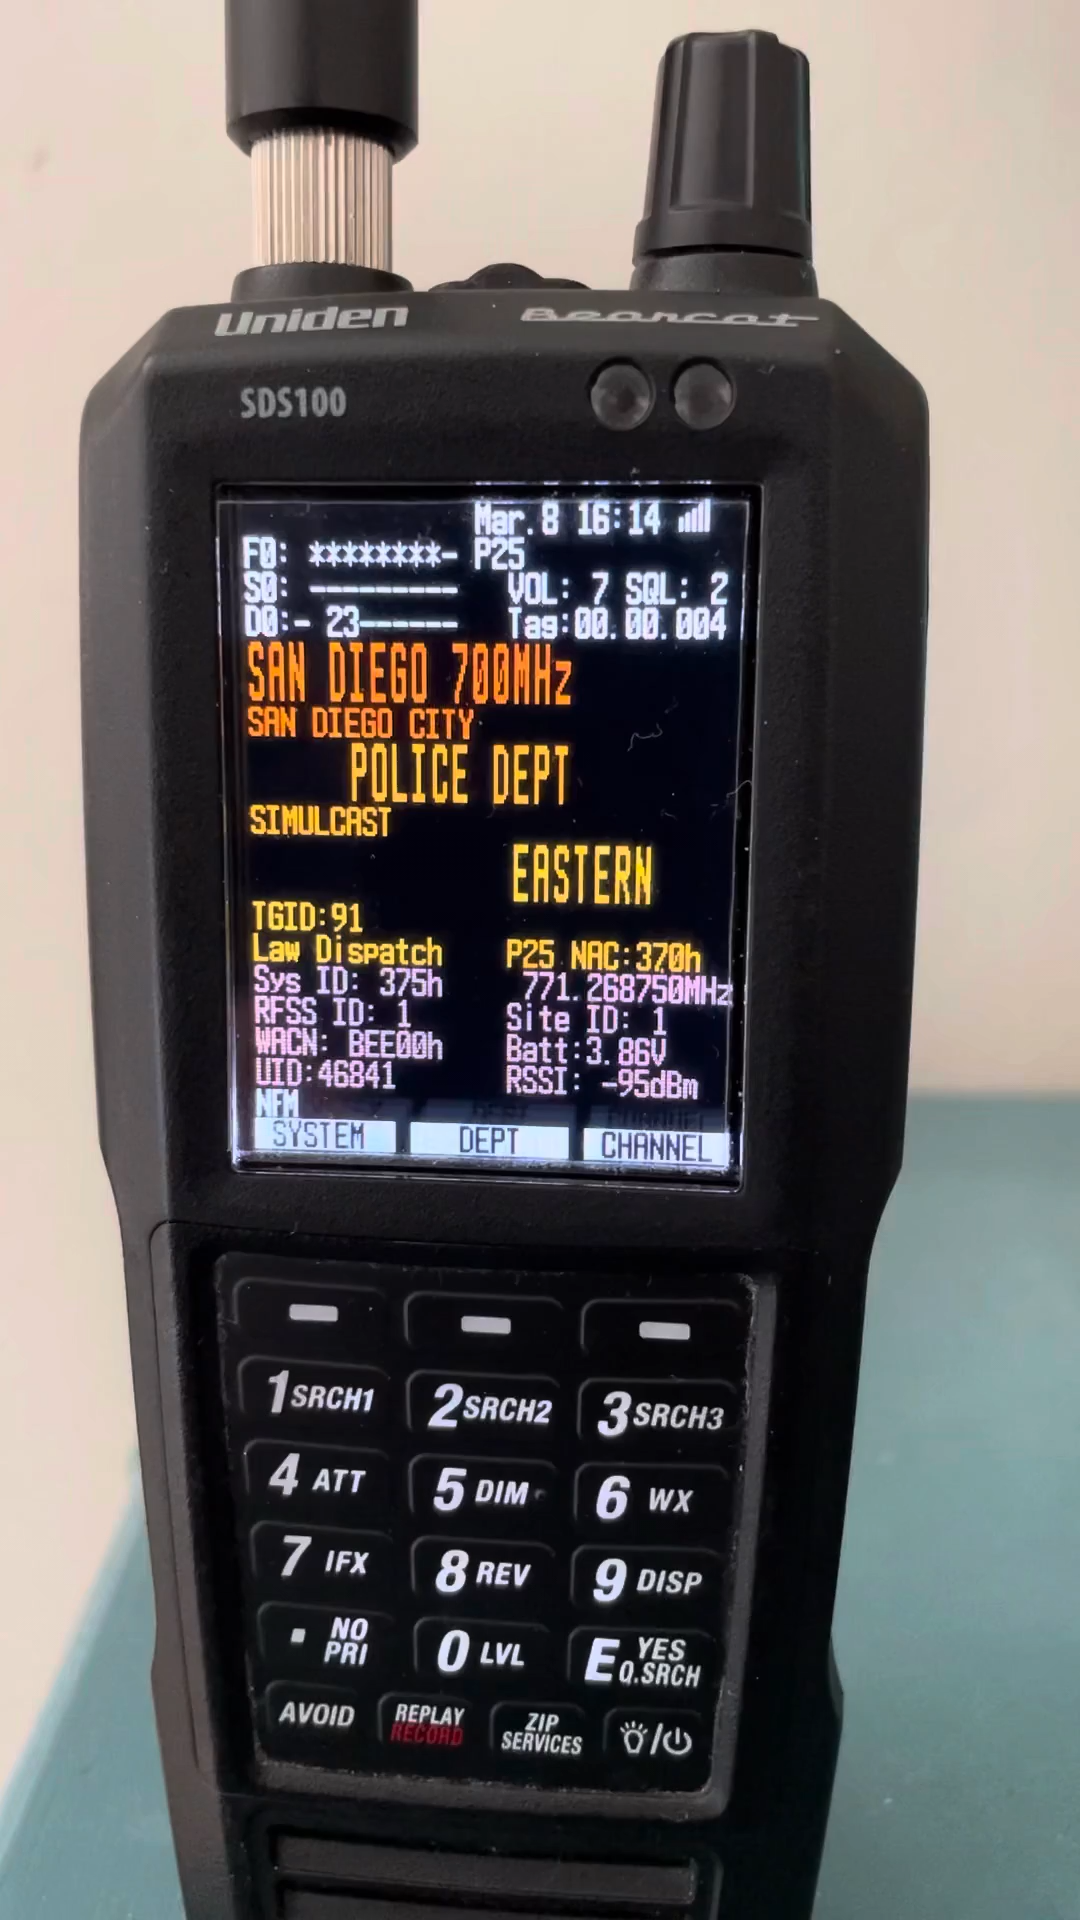 Uniden Bearcat
SDS100
Mar. 8 16:14
F0: ********- P25
S0: --------- VOL: 7 SQL: 2
D0:- 23------ Tag:00.00.004
SAN DIEGO 700MHz
SAN DIEGO CITY
POLICE DEPT
SIMULCAST
EASTERN
TGID:91
Law Dispatch P25 NAC:370h
Sys ID: 375h 771.268750MHz
RFSS ID: 1 Site ID: 1
WACN: BEE00h Batt:3.86V
UID:46841 RSSI: -95dBm
NFM
SYSTEM DEPT CHANNEL
1 SRCH1 2 SRCH2 3 SRCH3
4 ATT 5 DIM 6 WX
7 IFX 8 REV 9 DISP
. NO PRI 0 LVL E YES Q.SRCH
AVOID REPLAY RECORD ZIP SERVICES